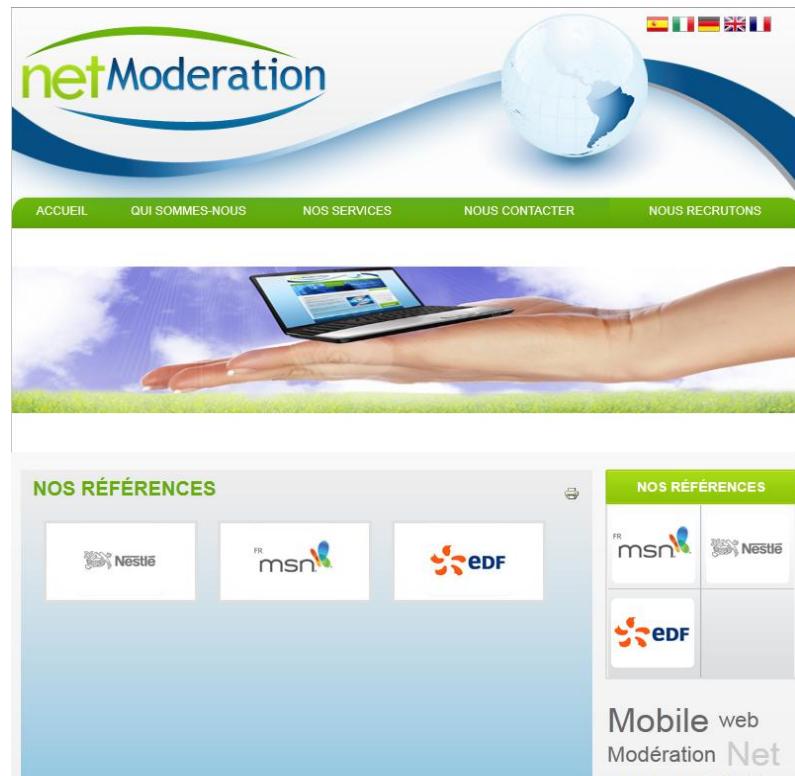 netModeration
ACCUEIL QUI SOMMES-NOUS NOS SERVICES NOUS CONTACTER NOUS RECRUTONS
NOS RÉFÉRENCES
Nestlé
FR
msn
eDF
NOS RÉFÉRENCES
FR
msn
Nestlé
eDF
Mobile web
Modération Net